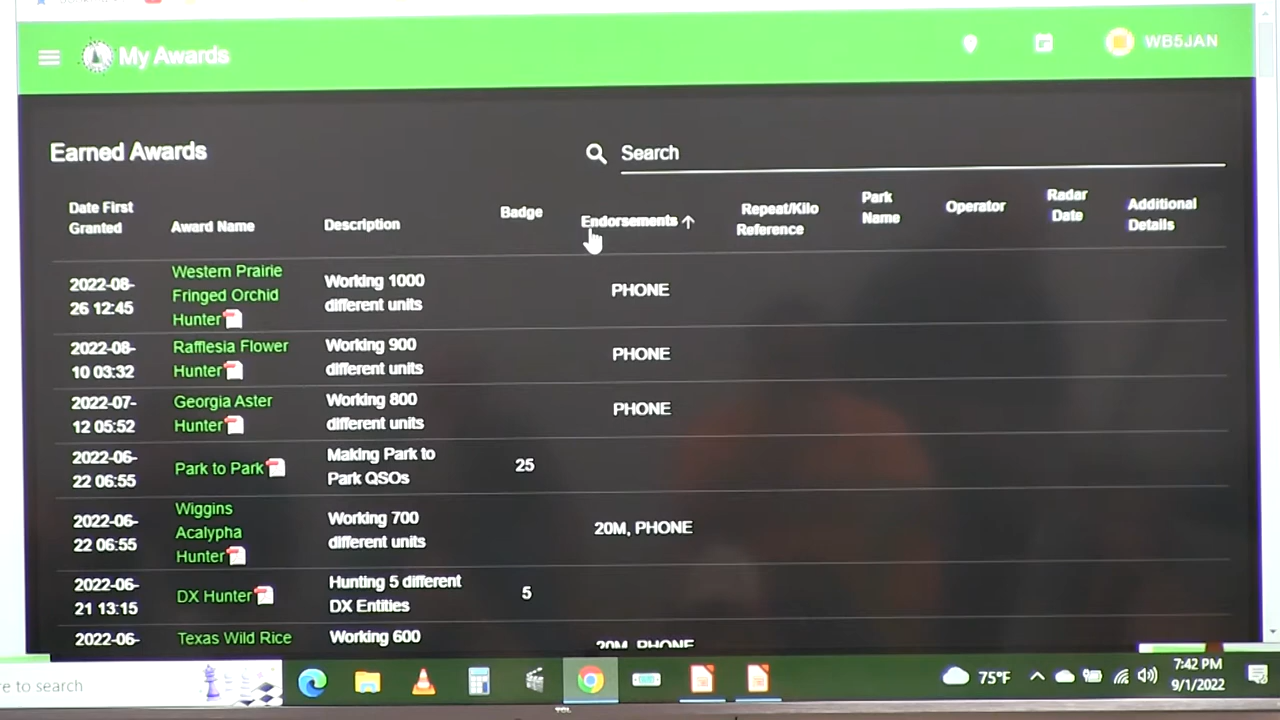 My Awards
WB5JAN
Earned Awards
Search
Date First Granted
Award Name
Description
Badge
Endorsements
Repeat/Kilo Reference
Park Name
Operator
Radar Date
Additional Details
2022-08-26 12:45
Western Prairie Fringed Orchid Hunter
Working 1000 different units
PHONE
2022-08-10 03:32
Rafflesia Flower Hunter
Working 900 different units
PHONE
2022-07-12 05:52
Georgia Aster Hunter
Working 800 different units
PHONE
2022-06-22 06:55
Park to Park
Making Park to Park QSOs
25
2022-06-22 06:55
Wiggins Acalypha Hunter
Working 700 different units
20M, PHONE
2022-06-21 13:15
DX Hunter
Hunting 5 different DX Entities
5
2022-06-
Texas Wild Rice
Working 600
20M, PHONE
re to search
75°F
7:42 PM
9/1/2022
TCL